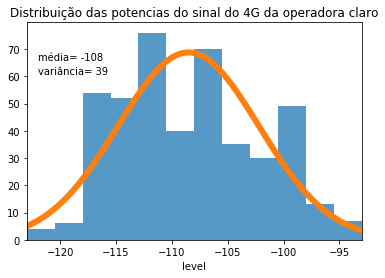 Distribuição das potencias do sinal do 4G da operadora claro
média= -108
variância= 39
70
60
50
40
30
20
10
0
−120 −115 −110 −105 −100 −95
level